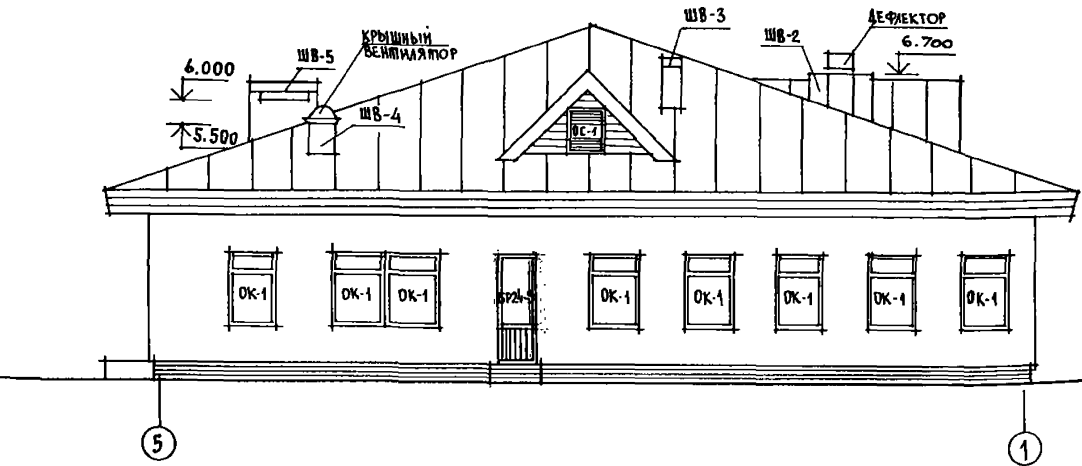 ШВ-3
ДЕФЛЕКТОР
ШВ-2
6.700
КРЫШНЫЙ
ВЕНТИЛЯТОР
ШВ-5
6.000
ШВ-4
5.500
ОС-1
ОК-1
ОК-1
ОК-1
ОК-1
ОК-1
ОК-1
ОК-1
ОК-1
5
1